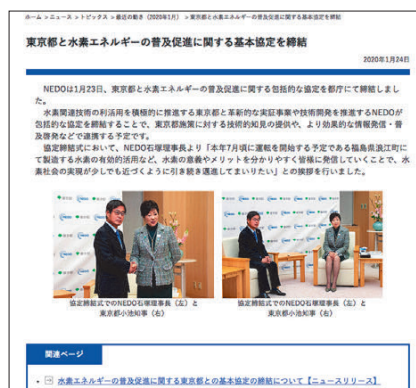 ホーム > ニュース > トピックス > 最近の動き（2020年1月） > 東京都と水素エネルギーの普及促進に関する基本協定を締結
東京都と水素エネルギーの普及促進に関する基本協定を締結
2020年1月24日
NEDOは1月23日、東京都と水素エネルギーの普及促進に関する包括的な協定を都庁にて締結しまし
た。
水素関連技術の利活用を積極的に推進する東京都と革新的な実証事業や技術開発を推進するNEDOが
包括的な協定を締結することで、東京都施策に対する技術的知見の提供や、より効果的な情報発信・普
及啓発などで連携する予定です。
協定締結式において、NEDO石塚理事長より「本年7月頃に運転を開始する予定である福島県浪江町に
て製造する水素の有効的活用など、水素の意義やメリットを分かりやすく皆様に発信していくことで、水
素社会の実現が少しでも近づくように引き続き邁進してまいりたい」との挨拶を行いました。
協定締結式でのNEDO石塚理事長（左）と
東京都小池知事（右）
協定締結式でのNEDO石塚理事長（左）と
東京都小池知事（右）
関連ページ
水素エネルギーの普及促進に関する東京都との基本協定の締結について【ニュースリリース】